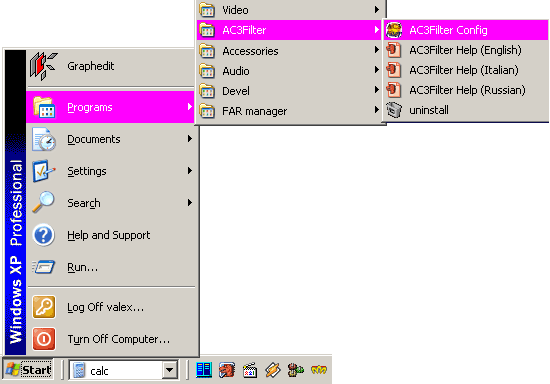 Video
AC3Filter
Accessories
Audio
Devel
FAR manager
AC3Filter Config
AC3Filter Help (English)
AC3Filter Help (Italian)
AC3Filter Help (Russian)
uninstall
Graphedit
Programs
Documents
Settings
Search
Help and Support
Run...
Log Off valex...
Turn Off Computer...
Windows XP Professional
Start
calc